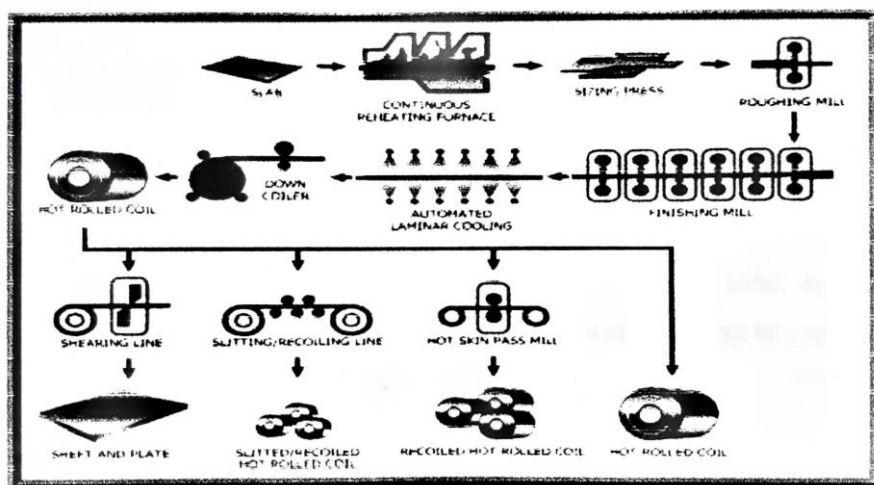 SLAB
CONTINUOUS
REHEATING FURNACE
SIZING PRESS
ROUGHING MILL
HOT ROLLED COIL
DOWN
COILER
AUTOMATED
LAMINAR COOLING
FINISHING MILL
SHEARING LINE
SLITTING/RECOILING LINE
HOT SKIN PASS MILL
SHEET AND PLATE
SLITTED/RECOILED
HOT ROLLED COIL
RECOILED HOT ROLLED COIL
HOT ROLLED COIL